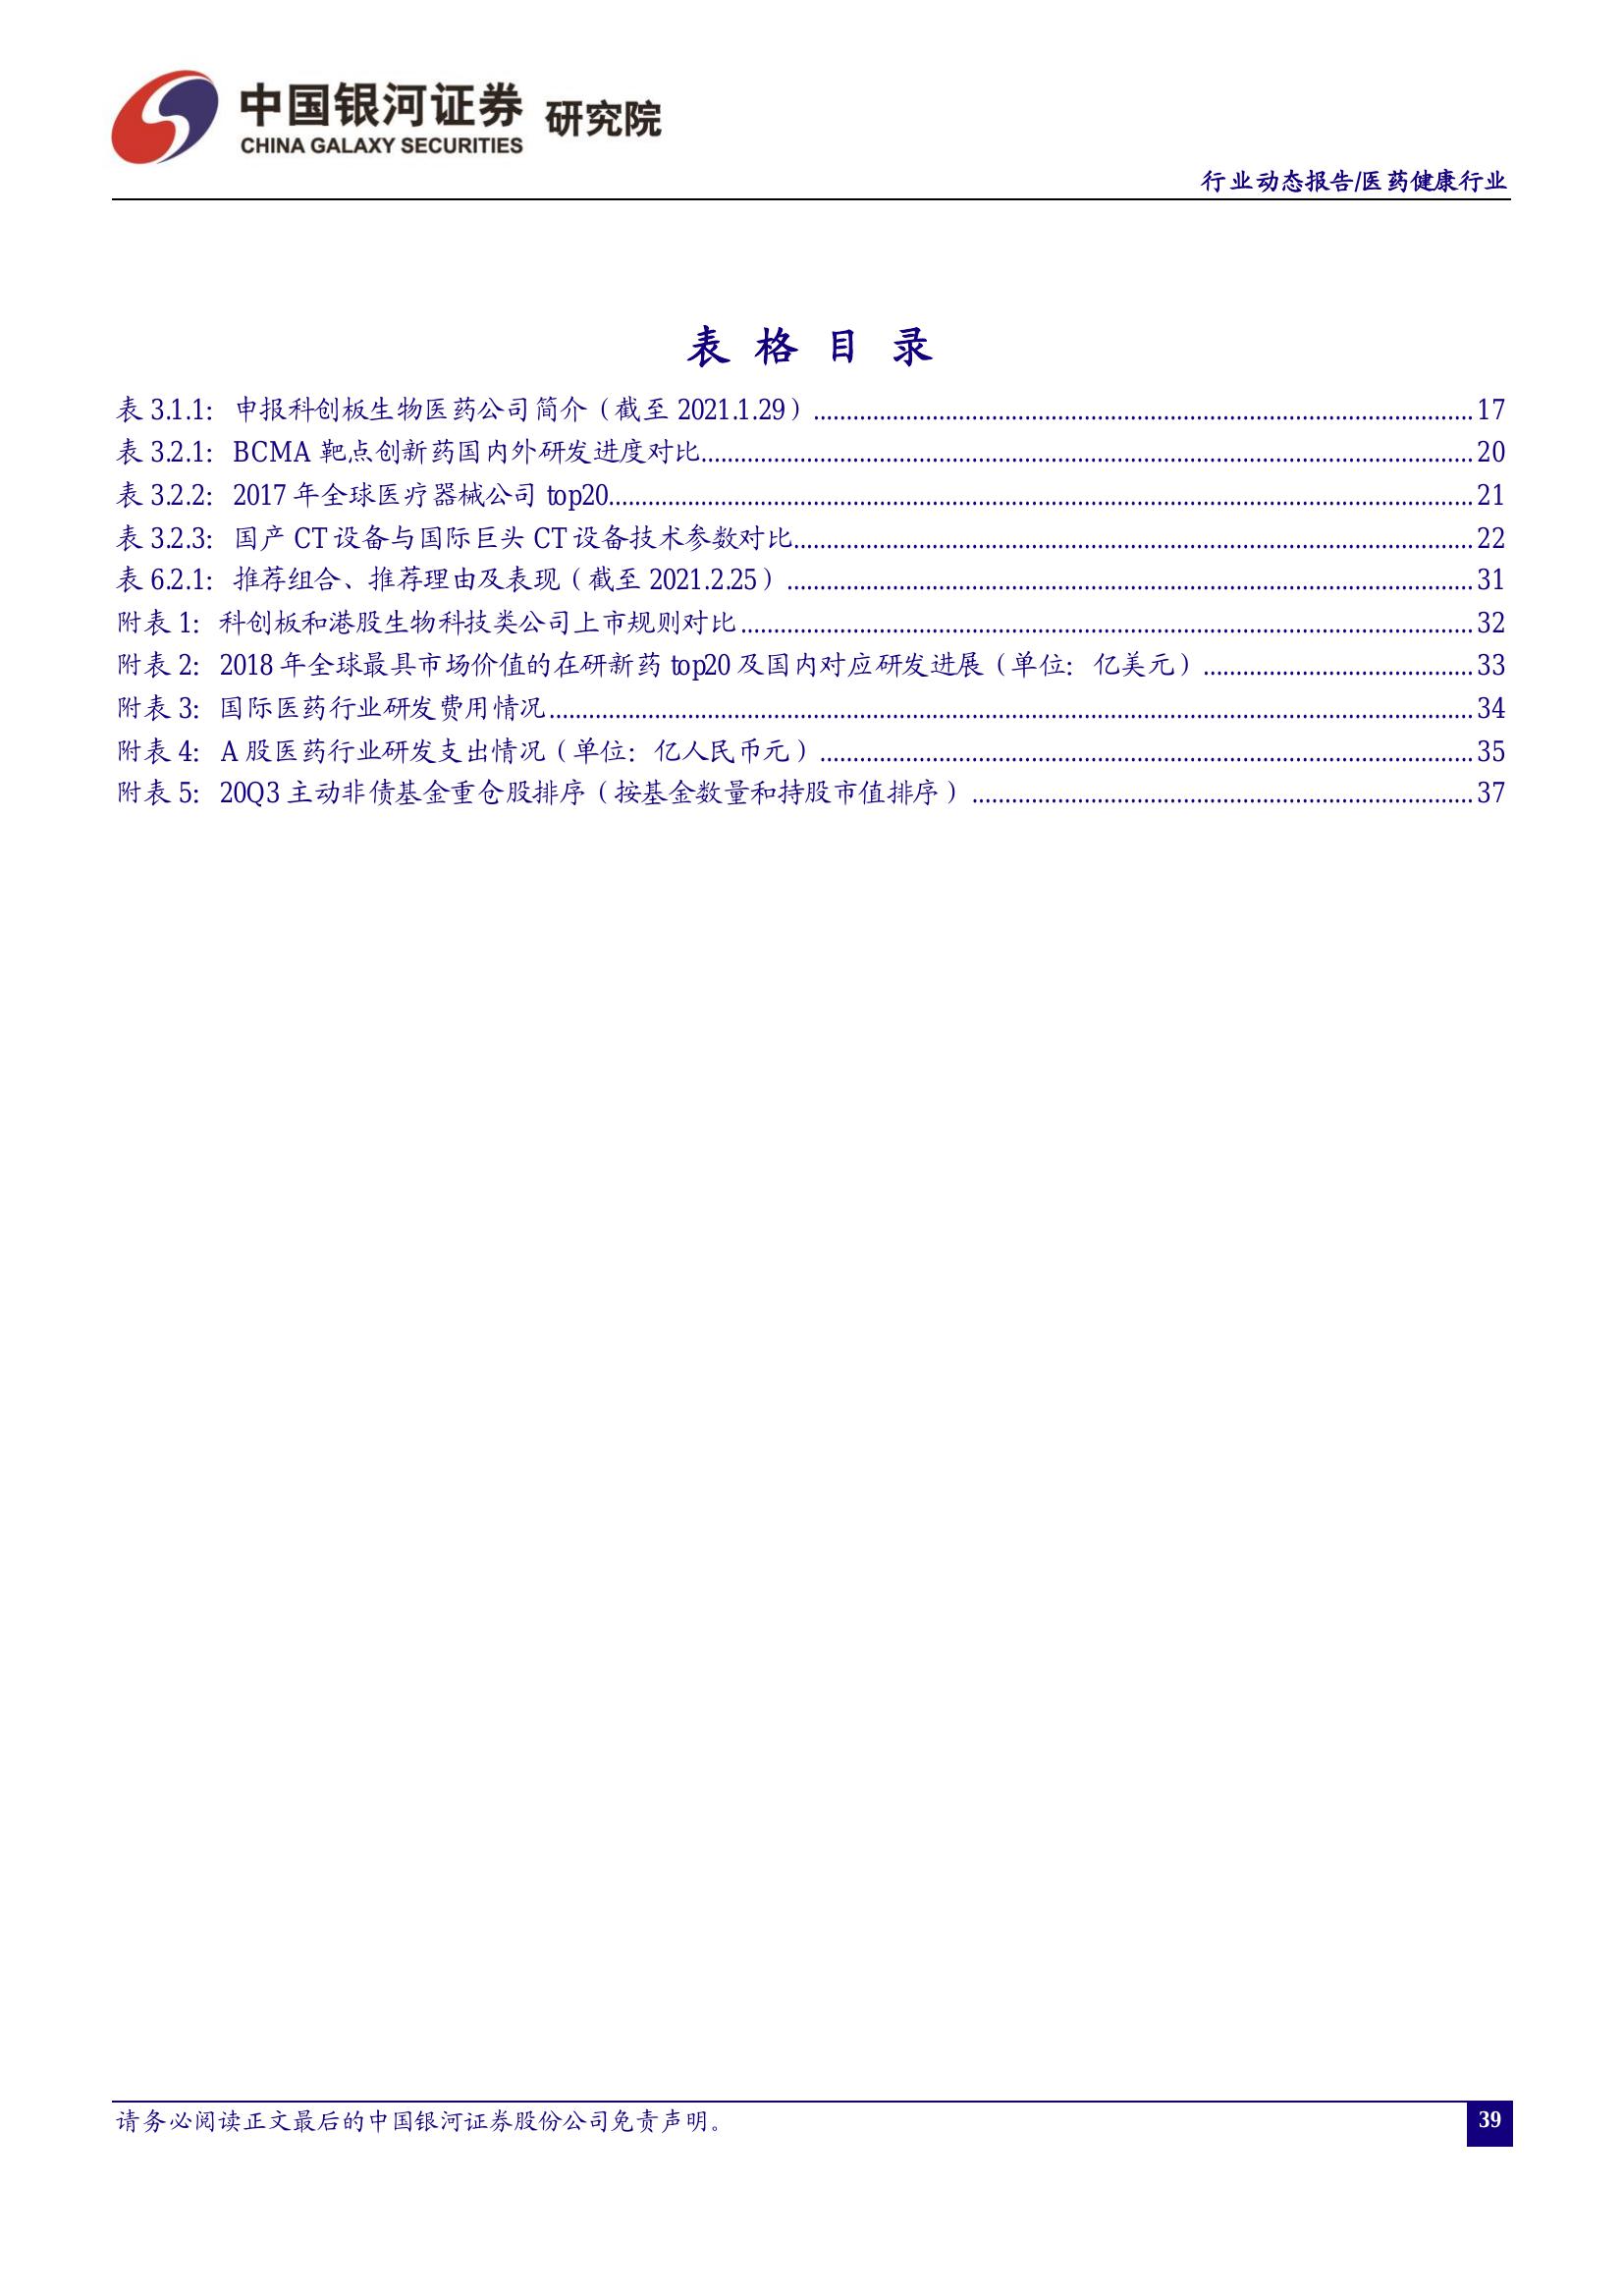 中国银河证券 研究院
CHINA GALAXY SECURITIES
行业动态报告/医药健康行业
表 格 目 录
表 3.1.1: 申报科创板生物医药公司简介（截至 2021.1.29）...................................................17
表 3.2.1: BCMA 靶点创新药国内外研发进度对比...................................................20
表 3.2.2: 2017 年全球医疗器械公司 top20...................................................21
表 3.2.3: 国产 CT 设备与国际巨头 CT 设备技术参数对比...................................................22
表 6.2.1: 推荐组合、推荐理由及表现（截至 2021.2.25）...................................................31
附表 1: 科创板和港股生物科技类公司上市规则对比...................................................32
附表 2: 2018 年全球最具市场价值的在研新药 top20 及国内对应研发进展（单位: 亿美元）...................................................33
附表 3: 国际医药行业研发费用情况...................................................34
附表 4: A 股医药行业研发支出情况（单位: 亿人民币元）...................................................35
附表 5: 20Q3 主动非债基金重仓股排序（按基金数量和持股市值排序）...................................................37
请务必阅读正文最后的中国银河证券股份公司免责声明。
39